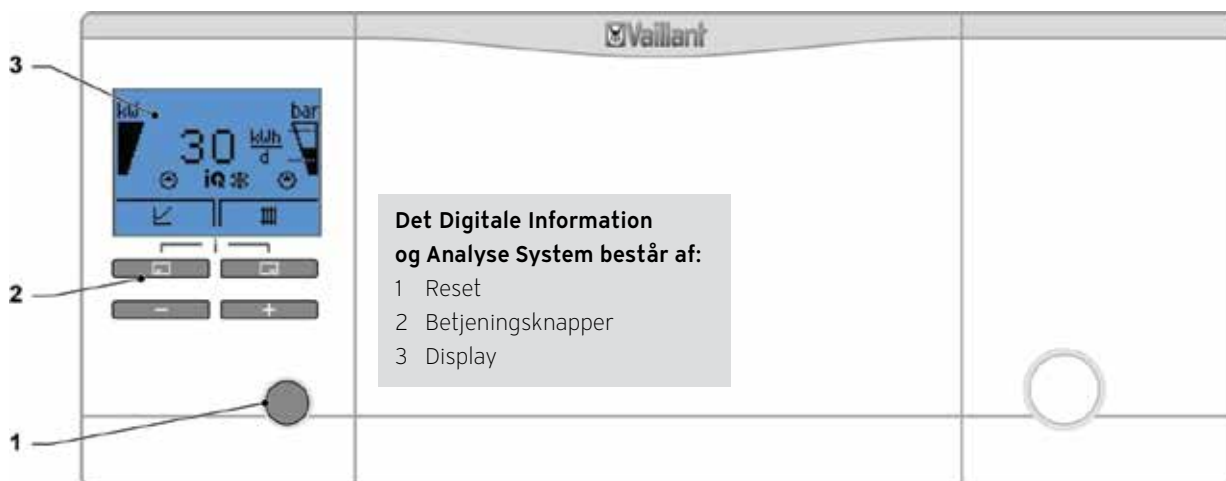 Vaillant
3
kW bar
30 kWh/d
iQ
i
2
− +
1
Det Digitale Information
og Analyse System består af:
1 Reset
2 Betjeningsknapper
3 Display